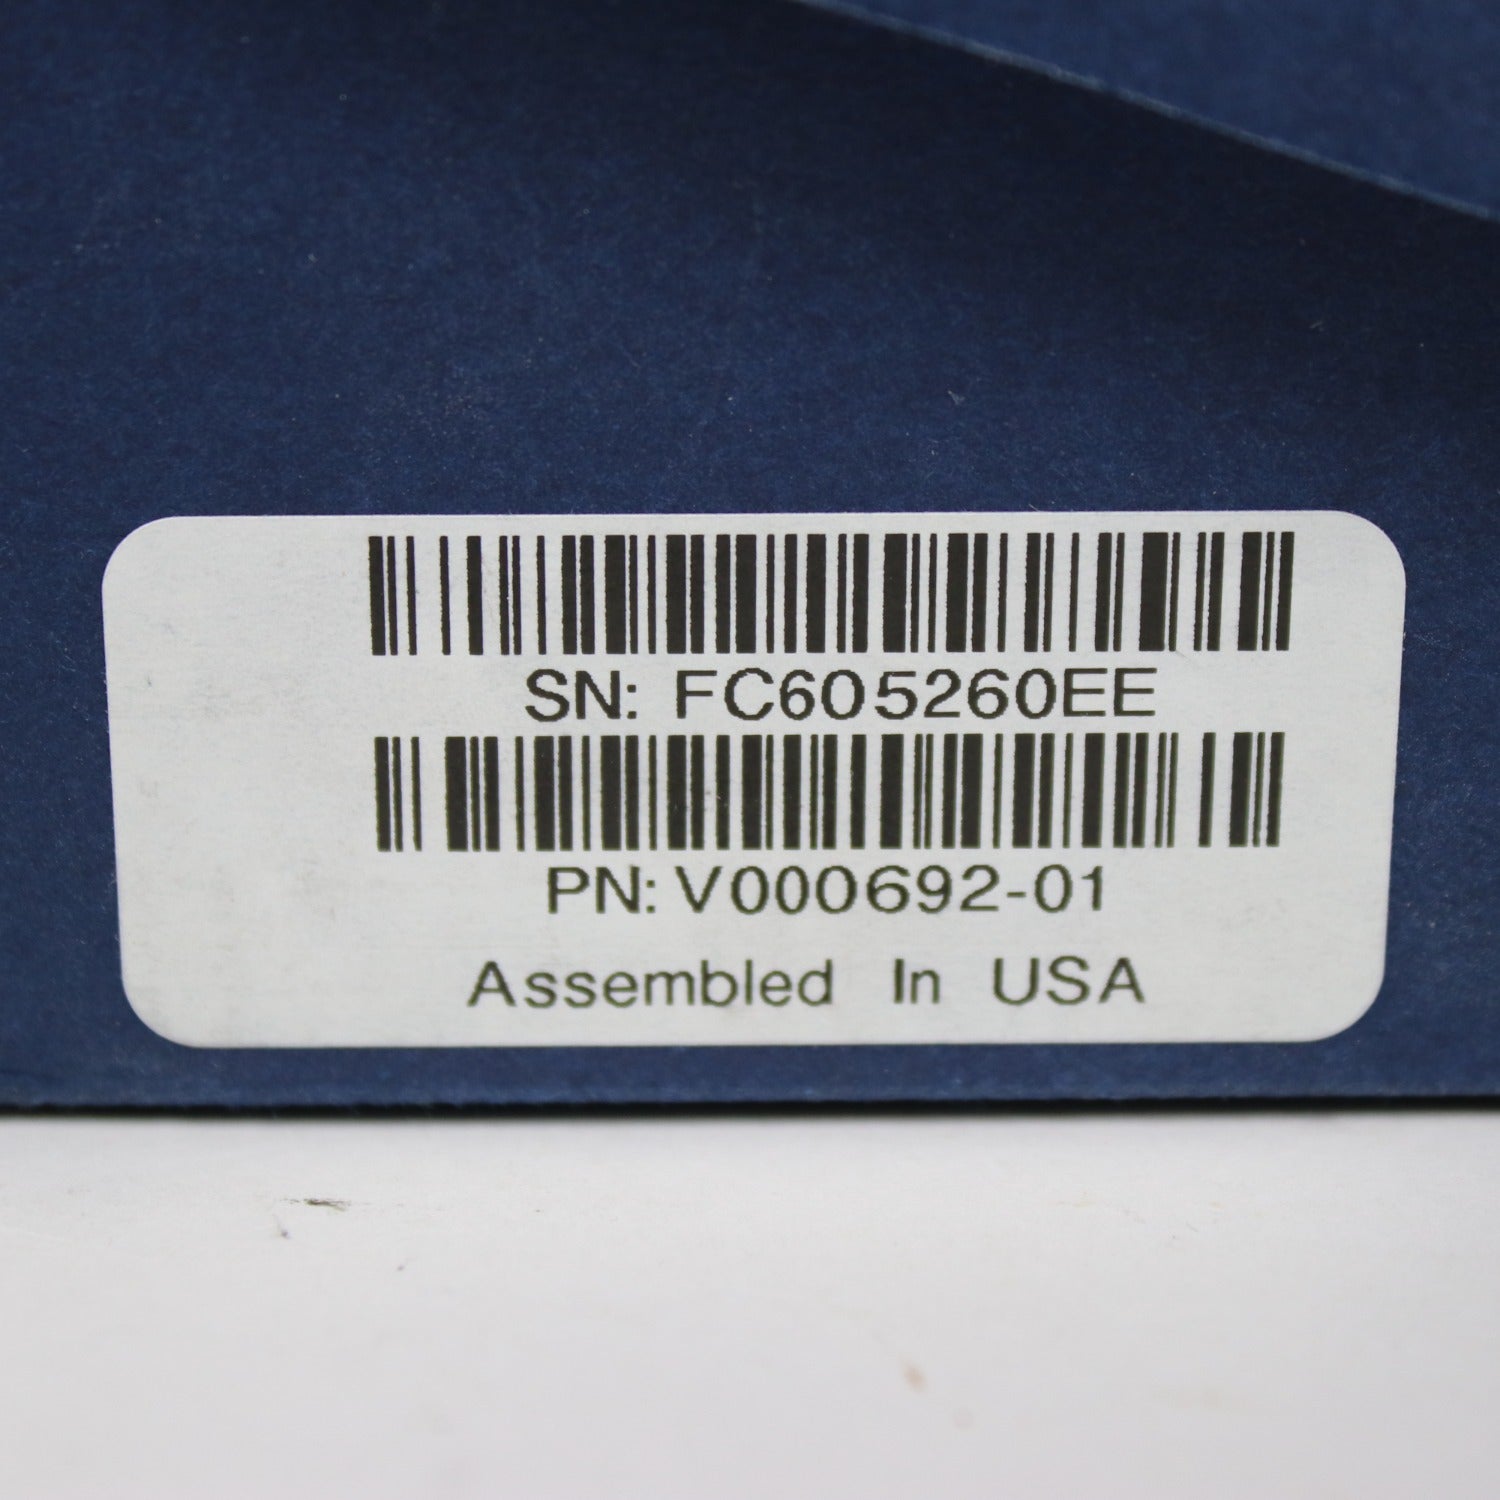 SN: FC605260EE
PN: V000692-01
Assembled In USA